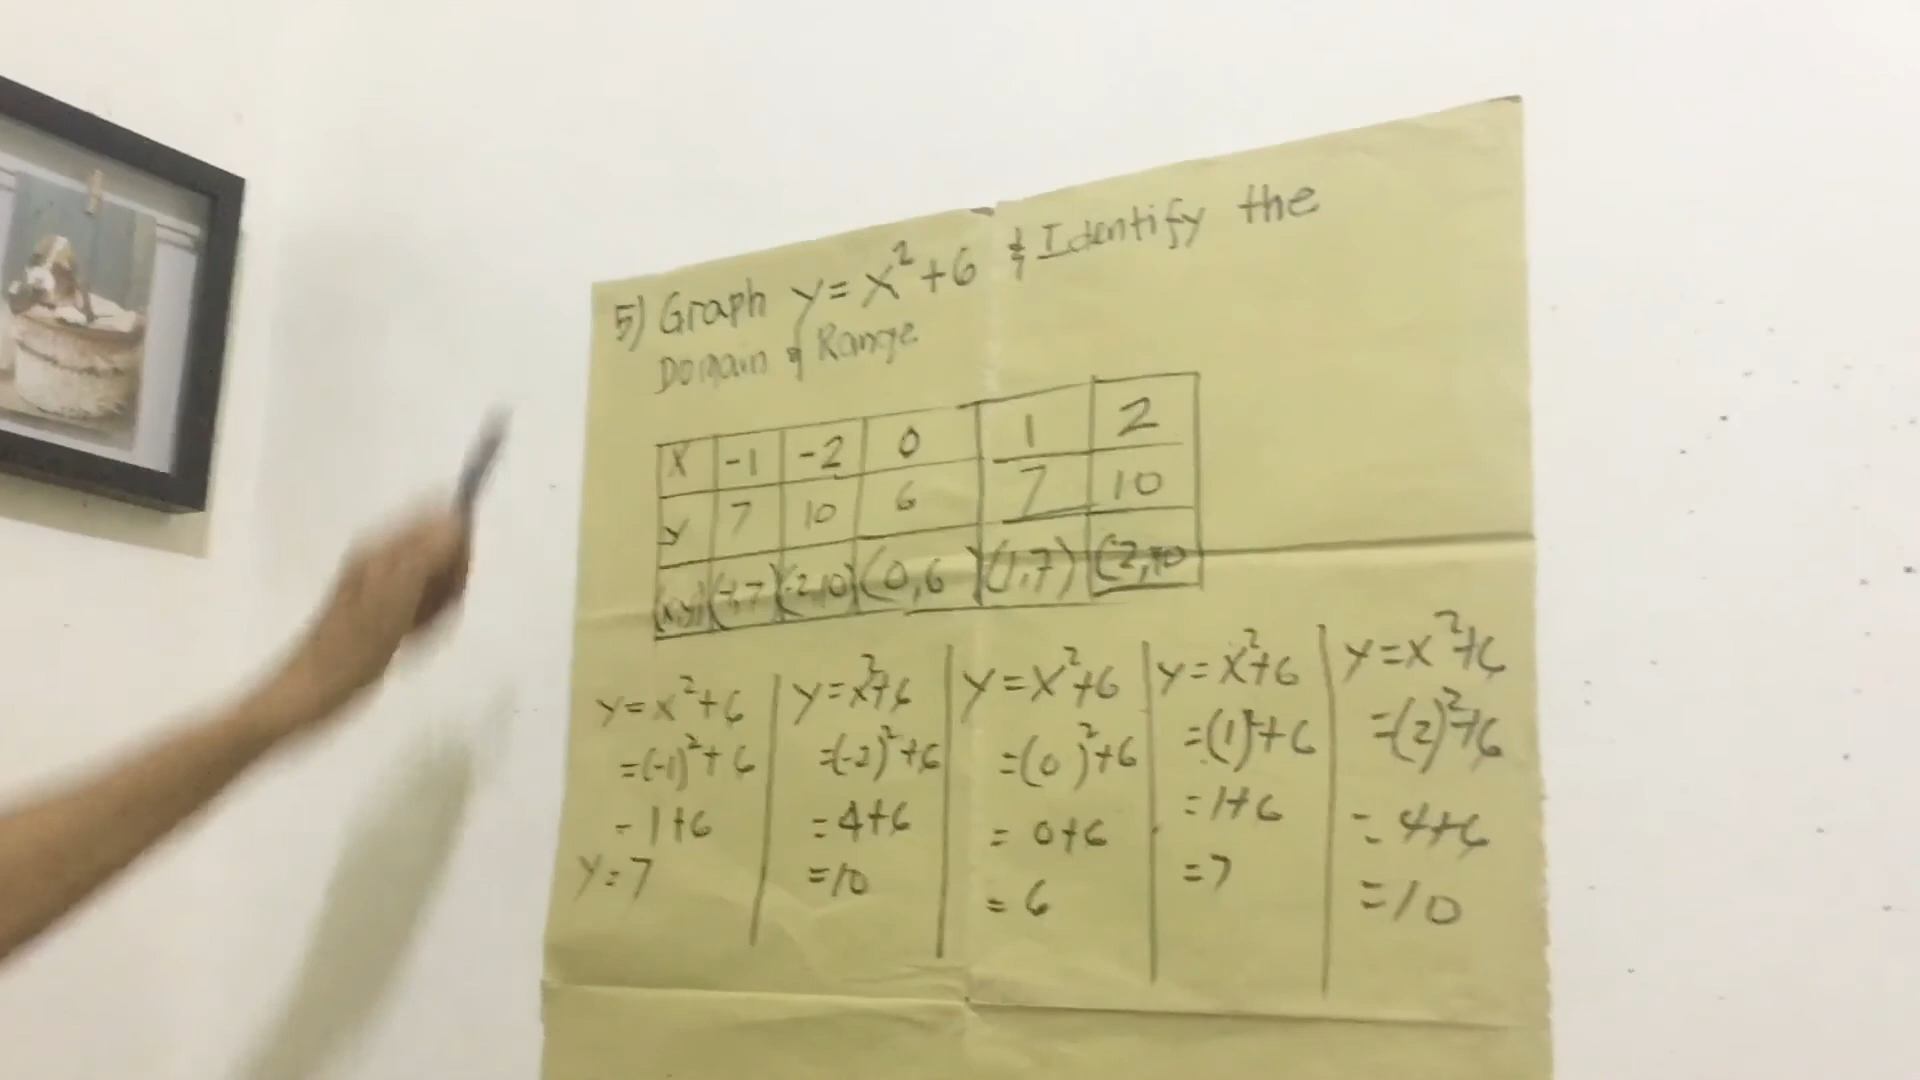 5) Graph y = x² + 6 & Identify the
Domain & Range
x -1 -2 0 1 2
y 7 10 6 7 10
(x,y) (-1,7) (-2,10) (0,6 ) (1,7) (2,10
y = x² + 6
= (-1)² + 6
= 1 + 6
y = 7
y = x² + 6
= (-2)² + 6
= 4 + 6
= 10
y = x² + 6
= (0 )² + 6
= 0 + 6
= 6
y = x² + 6
= (1)² + 6
= 1 + 6
= 7
y = x² + 6
= (2)² + 6
= 4 + 6
= 10